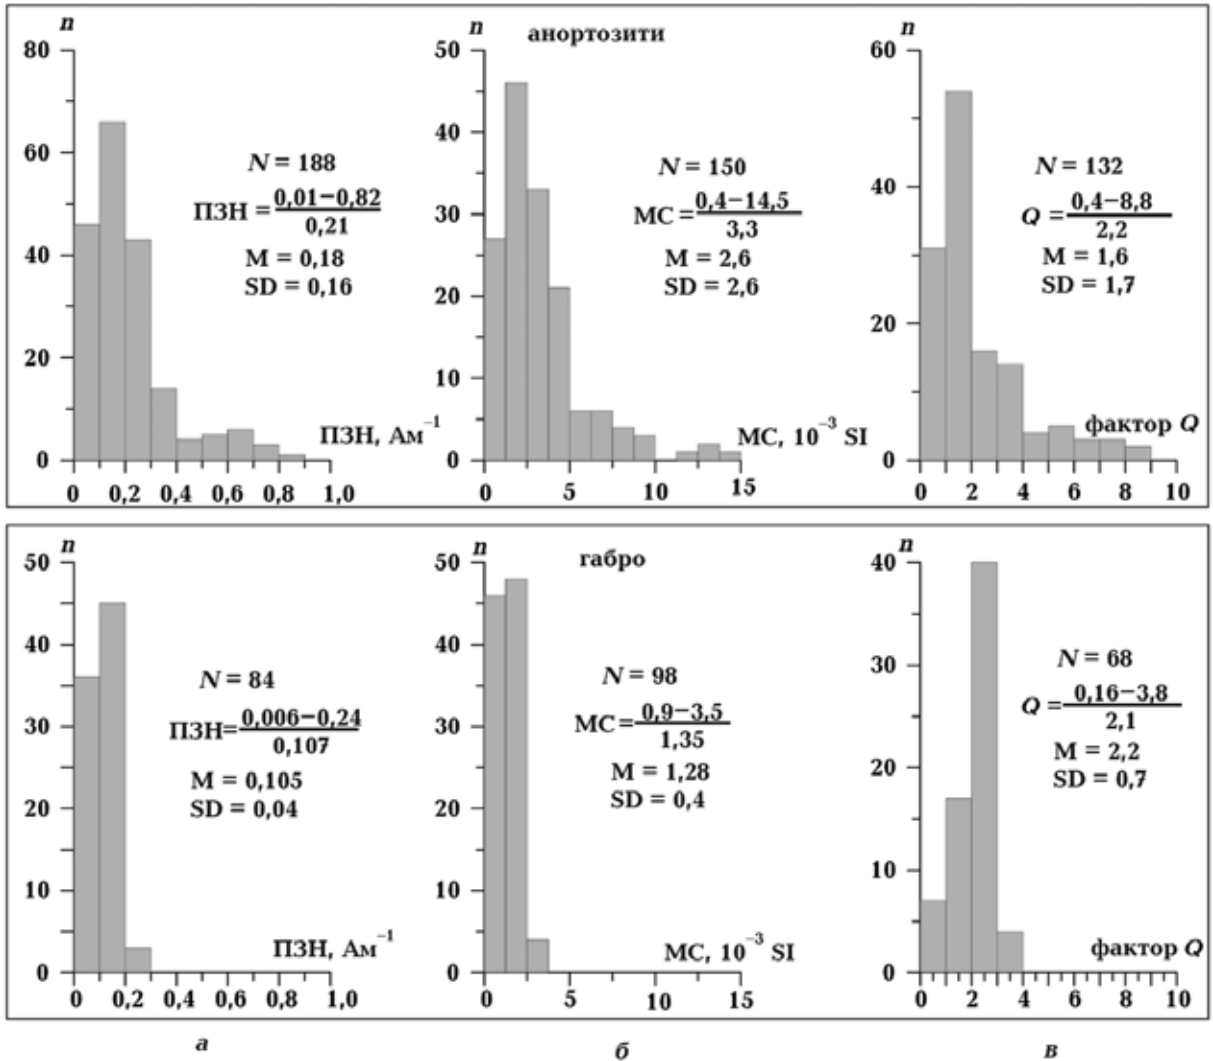 анортозити
n
80
60
40
20
0
N = 188
ПЗН = 0,01−0,82
0,21
M = 0,18
SD = 0,16
ПЗН, Ам⁻¹
0 0,2 0,4 0,6 0,8 1,0
n
50
40
30
20
10
0
N = 150
МС = 0,4−14,5
3,3
M = 2,6
SD = 2,6
МС, 10⁻³ SI
0 5 10 15
n
60
40
20
0
N = 132
Q = 0,4−8,8
2,2
M = 1,6
SD = 1,7
фактор Q
0 2 4 6 8 10
габро
n
50
40
30
20
10
0
N = 84
ПЗН= 0,006−0,24
0,107
M = 0,105
SD = 0,04
ПЗН, Ам⁻¹
0 0,2 0,4 0,6 0,8 1,0
n
50
40
30
20
10
0
N = 98
МС= 0,9−3,5
1,35
M = 1,28
SD = 0,4
МС, 10⁻³ SI
0 5 10 15
n
40
30
20
10
0
N = 68
Q = 0,16−3,8
2,1
M = 2,2
SD = 0,7
фактор Q
0 2 4 6 8 10
а б в